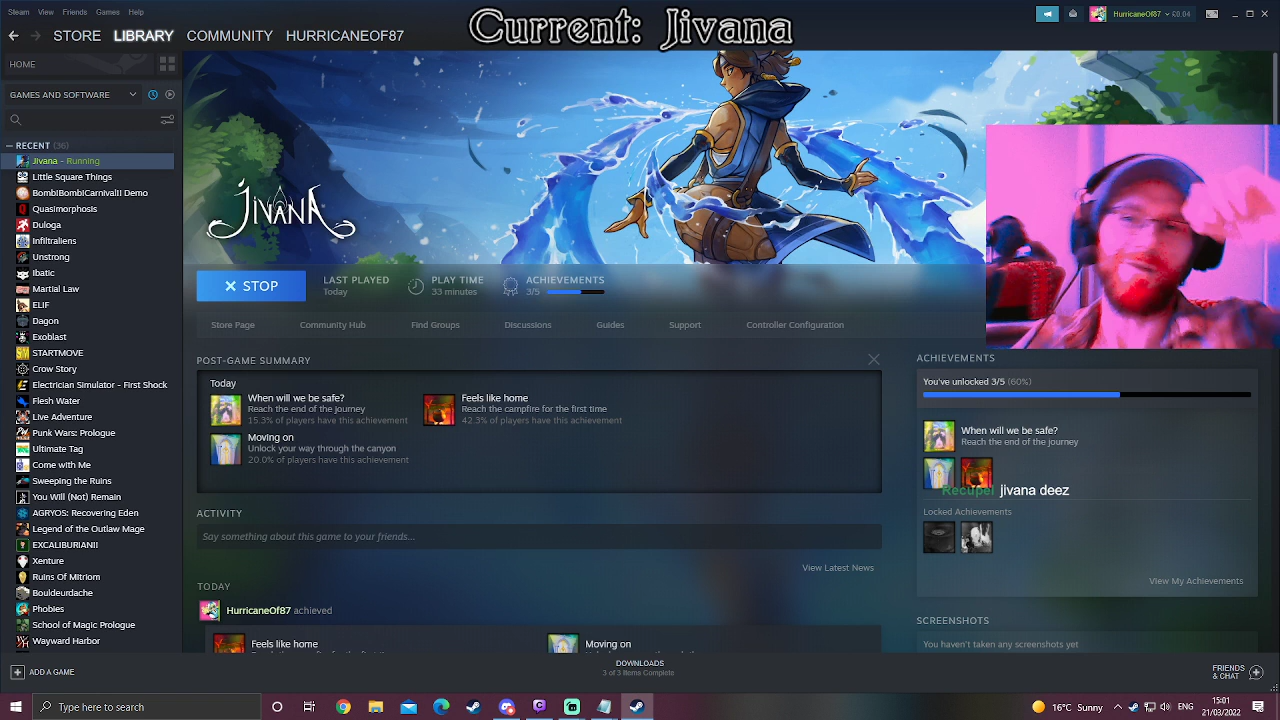 Current: Jivana
Steam View Friends Games Help
HurricaneOf87 £0.04
STORE LIBRARY COMMUNITY HURRICANEOF87
HOME
GAMES AND SOFTWARE
RECENT (36)
Jivana - Running
Little Square Things
Bomb!Bomb!Carnival!! Demo
Quasimorphosis
Duloga
Infiltraliens
Lynstong
Ibatic
Martial Law
ELIF
Dagon
Exotic Matter
STARTMOVE
Crow Story
Electrician Simulator - First Shock
Flesh Water
Live Adventure
Punk Wars Prologue
Ultimate Tag
Come with Me
Sweeping the Ruins
You Will (Not) Remain
AGRYOS: Recovering Eden
Legend of the Outlaw Mage
EXCALIBURIAN!!
Xenture
Ruins of Mitriom
Boulderdache
Phobies
School of Magic Prologue
Wayward Harbor
JIVANA
STOP
LAST PLAYED
Today
PLAY TIME
33 minutes
ACHIEVEMENTS
3/5
Store Page Community Hub Find Groups Discussions Guides Support Controller Configuration
POST-GAME SUMMARY
Today
When will we be safe?
Reach the end of the journey
15.3% of players have this achievement
Feels like home
Reach the campfire for the first time
42.3% of players have this achievement
Moving on
Unlock your way through the canyon
20.0% of players have this achievement
ACTIVITY
Say something about this game to your friends...
View Latest News
TODAY
HurricaneOf87 achieved
Feels like home
Moving on
ACHIEVEMENTS
You've unlocked 3/5 (60%)
When will we be safe?
Reach the end of the journey
Recupel jivana deez
Locked Achievements
View My Achievements
SCREENSHOTS
You haven't taken any screenshots yet
ADD A GAME
DOWNLOADS
3 of 3 Items Complete
FRIENDS
& CHAT
Type here to search
21:01
15/03/2022